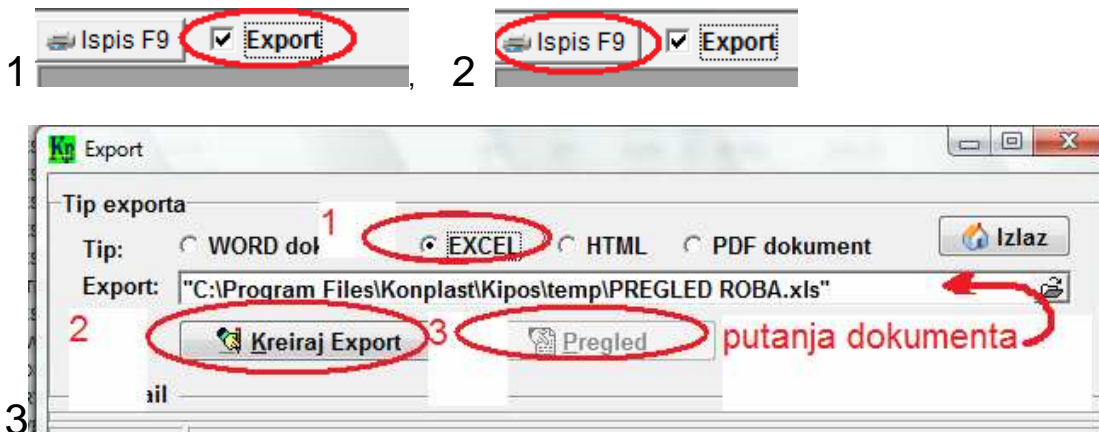 Ispis F9 Export
1 , 2
Ispis F9 Export
Kp Export
Tip exporta
1
Tip: WORD dok EXCEL HTML PDF dokument Izlaz
Export: "C:\Program Files\Konplast\Kipos\temp\PREGLED ROBA.xls"
2 Kreiraj Export 3 Pregled putanja dokumenta
ail
3